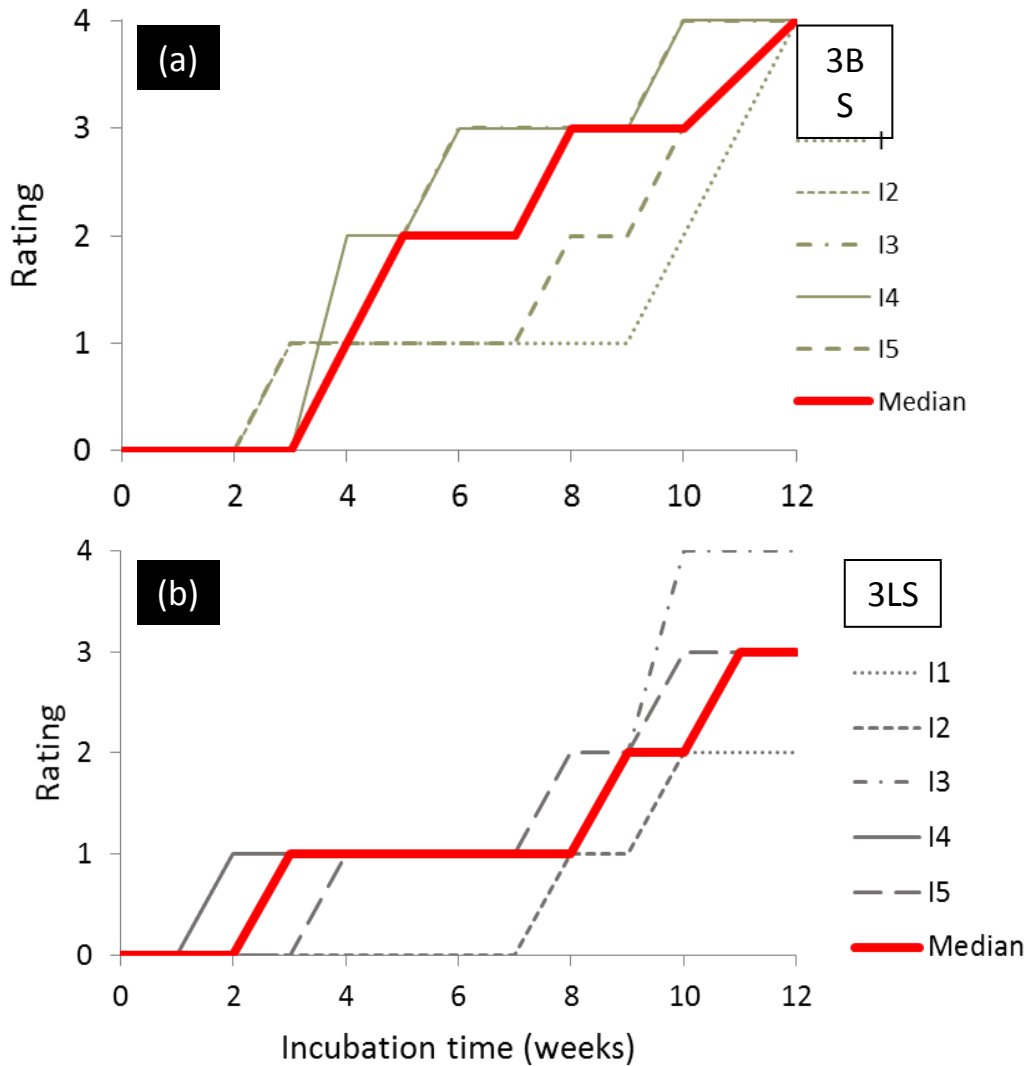 (a)
3B
S
Rating
4
3
2
1
0
0 2 4 6 8 10 12
I
I2
I3
I4
I5
Median
(b)
3LS
Rating
4
3
2
1
0
0 2 4 6 8 10 12
I1
I2
I3
I4
I5
Median
Incubation time (weeks)